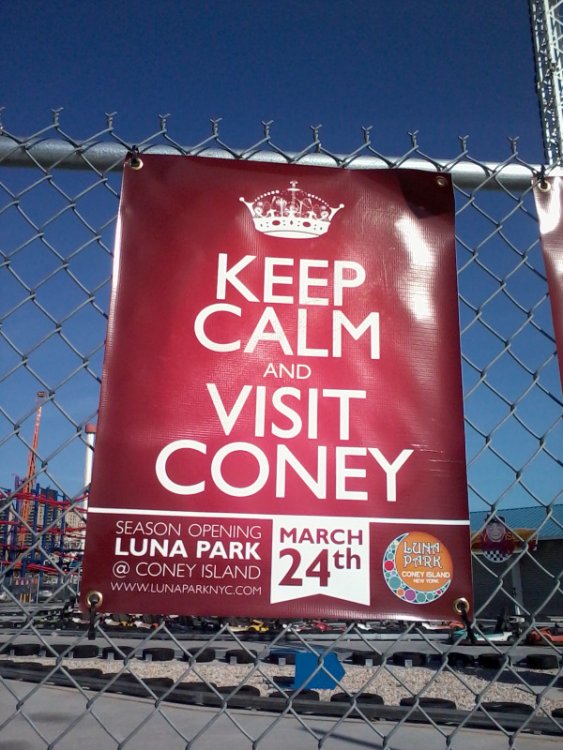 KEEP
CALM
AND
VISIT
CONEY
SEASON OPENING
LUNA PARK
@ CONEY ISLAND
WWW.LUNAPARKNYC.COM
MARCH
24th
LUNA
PARK
CONEY ISLAND
NEW YORK